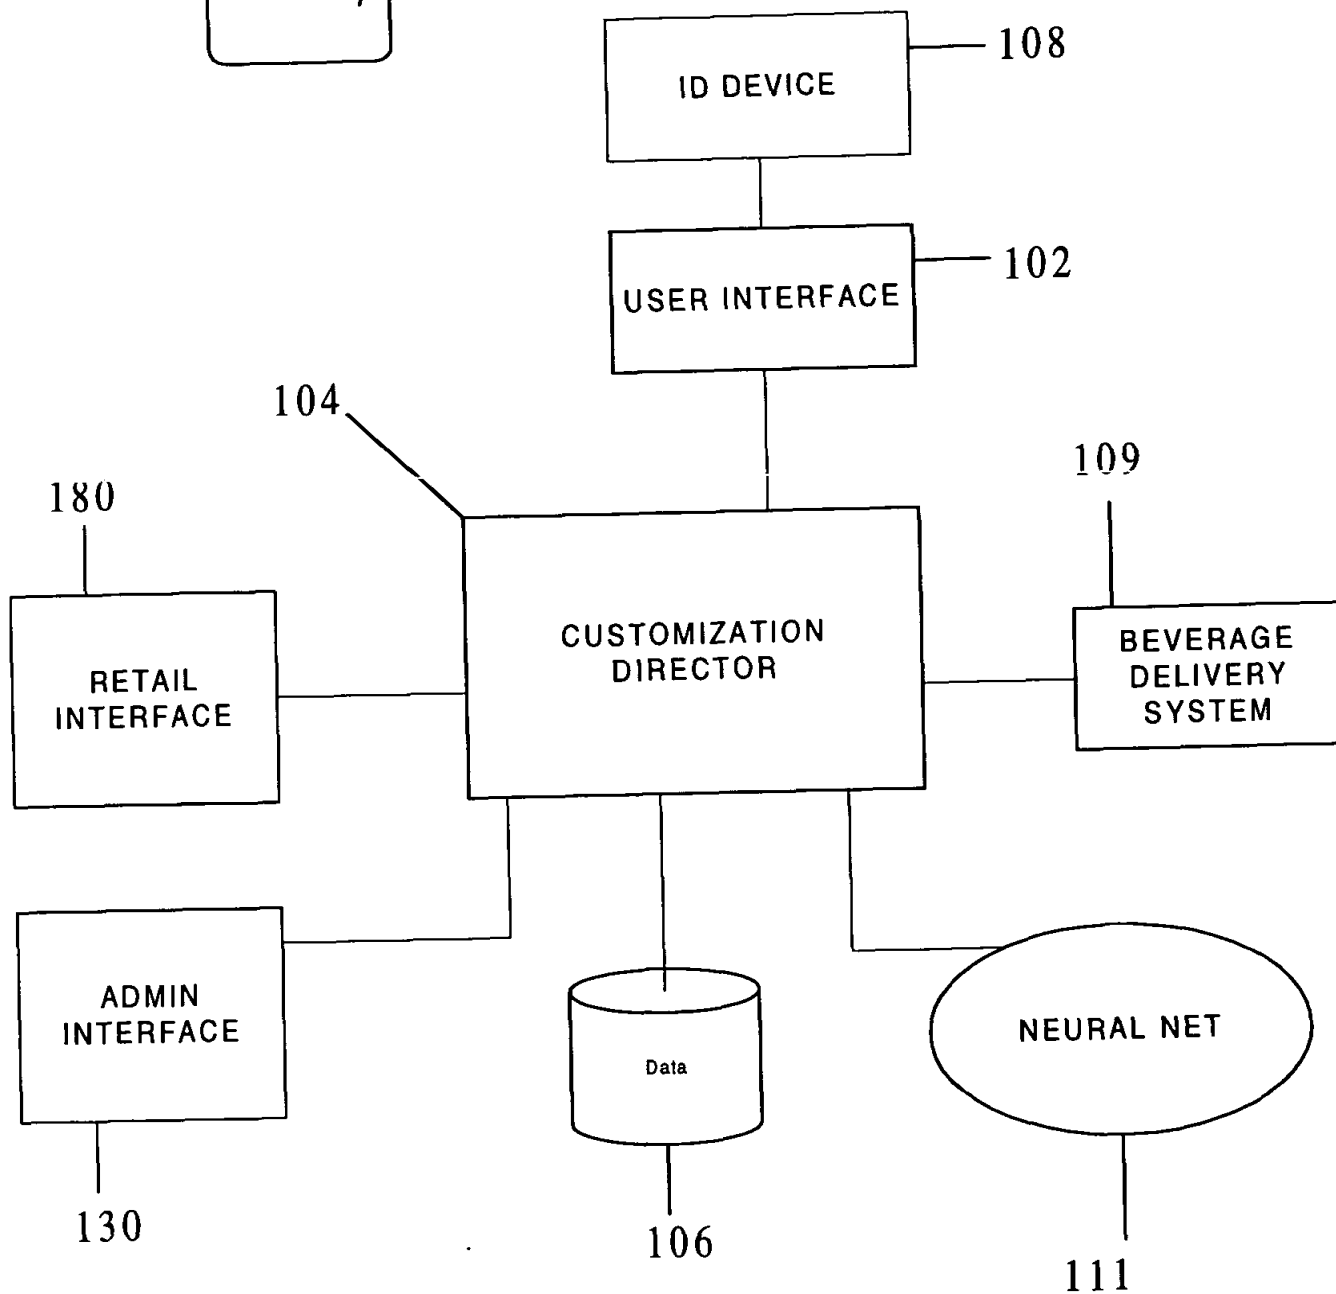 108
ID DEVICE
102
USER INTERFACE
104
109
180
CUSTOMIZATION
DIRECTOR
BEVERAGE
DELIVERY
SYSTEM
RETAIL
INTERFACE
ADMIN
INTERFACE
Data
NEURAL NET
130
106
111